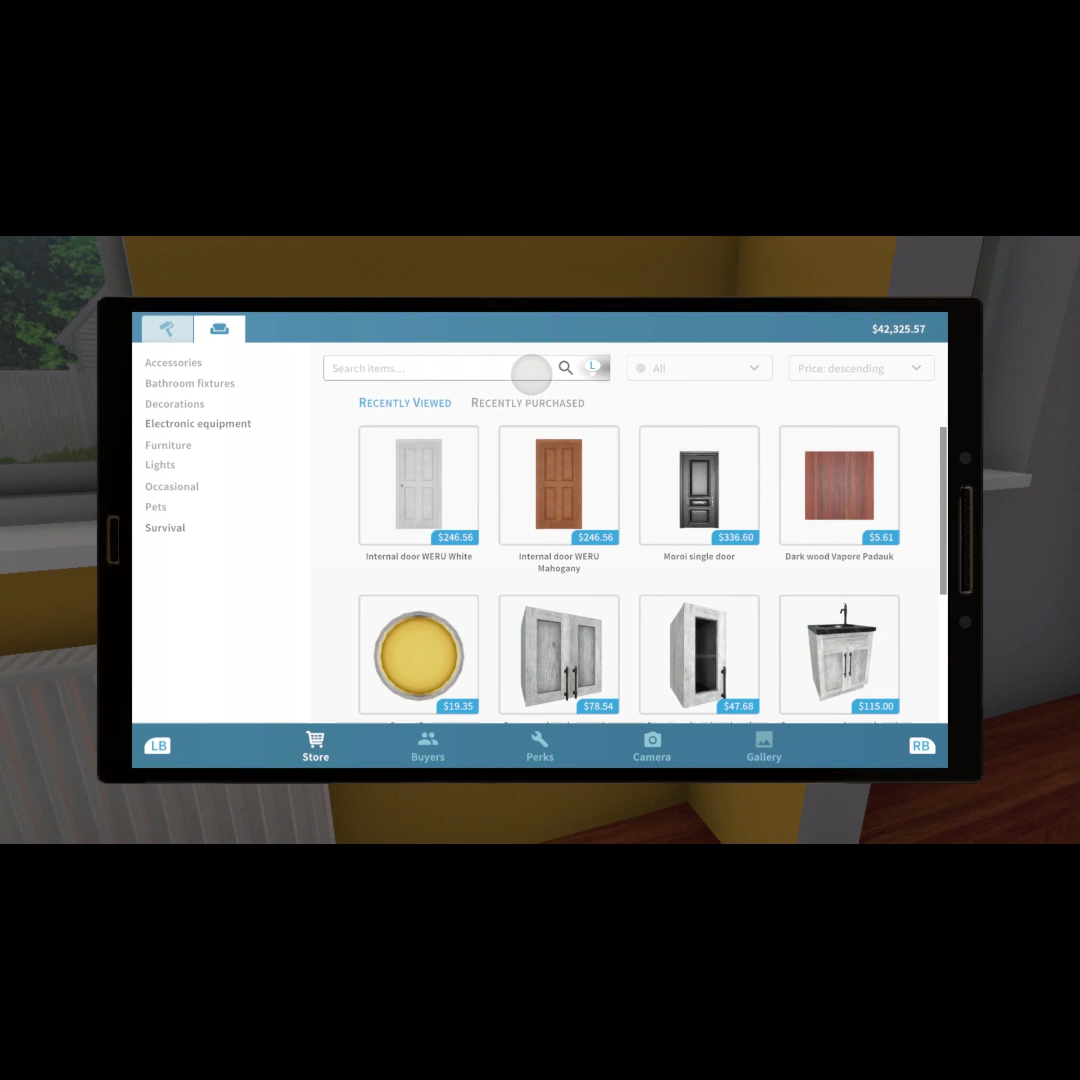 $42,325.57
Accessories
Bathroom fixtures
Decorations
Electronic equipment
Furniture
Lights
Occasional
Pets
Survival
Search items...
L
All
Price: descending
RECENTLY VIEWED
RECENTLY PURCHASED
$246.56
Internal door WERU White
$246.56
Internal door WERU
Mahogany
$336.60
Moroi single door
$5.61
Dark wood Vapore Padauk
$19.35
$78.54
$47.68
$115.00
LB
Store
Buyers
Perks
Camera
Gallery
RB